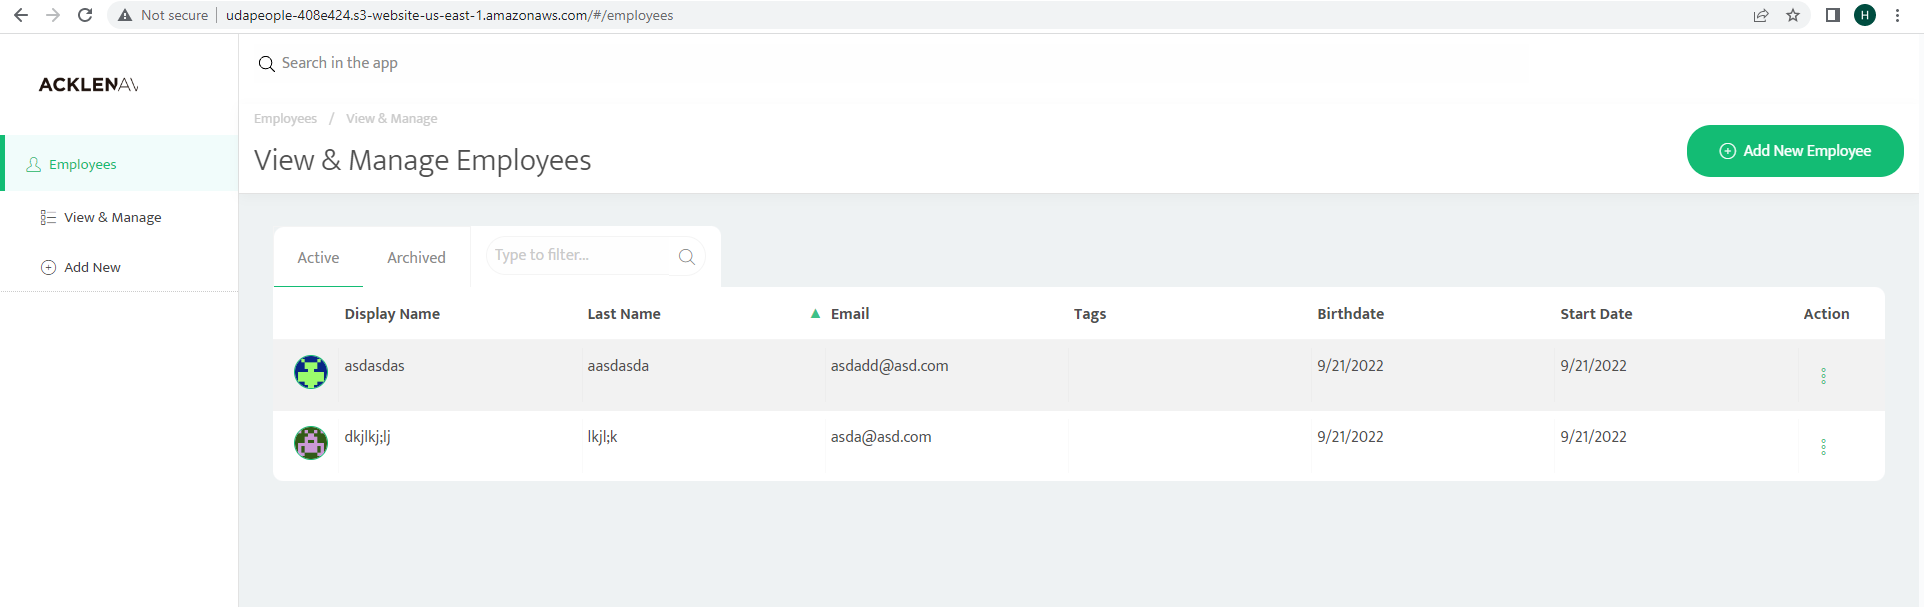 Not secure udapeople-408e424.s3-website-us-east-1.amazonaws.com/#/employees H
Search in the app
ACKLENAV
Employees / View & Manage
View & Manage Employees
Add New Employee
Employees
View & Manage
Add New
Active Archived Type to filter...
Display Name Last Name Email Tags Birthdate Start Date Action
asdasdas aasdasda asdadd@asd.com 9/21/2022 9/21/2022
dkjlkj;lj lkjl;k asda@asd.com 9/21/2022 9/21/2022